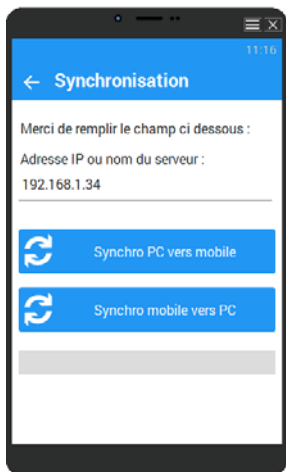 11:16
Synchronisation
Merci de remplir le champ ci dessous :
Adresse IP ou nom du serveur :
192.168.1.34
Synchro PC vers mobile
Synchro mobile vers PC